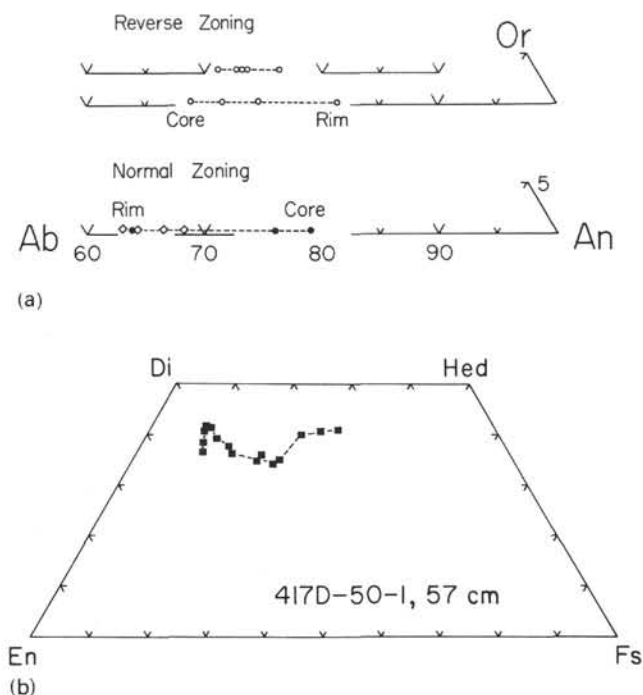 Reverse Zoning
Or
Core
Rim
Normal Zoning
Rim
Core
5
Ab
An
60
70
80
90
(a)
Di
Hed
417D-50-1, 57 cm
En
Fs
(b)